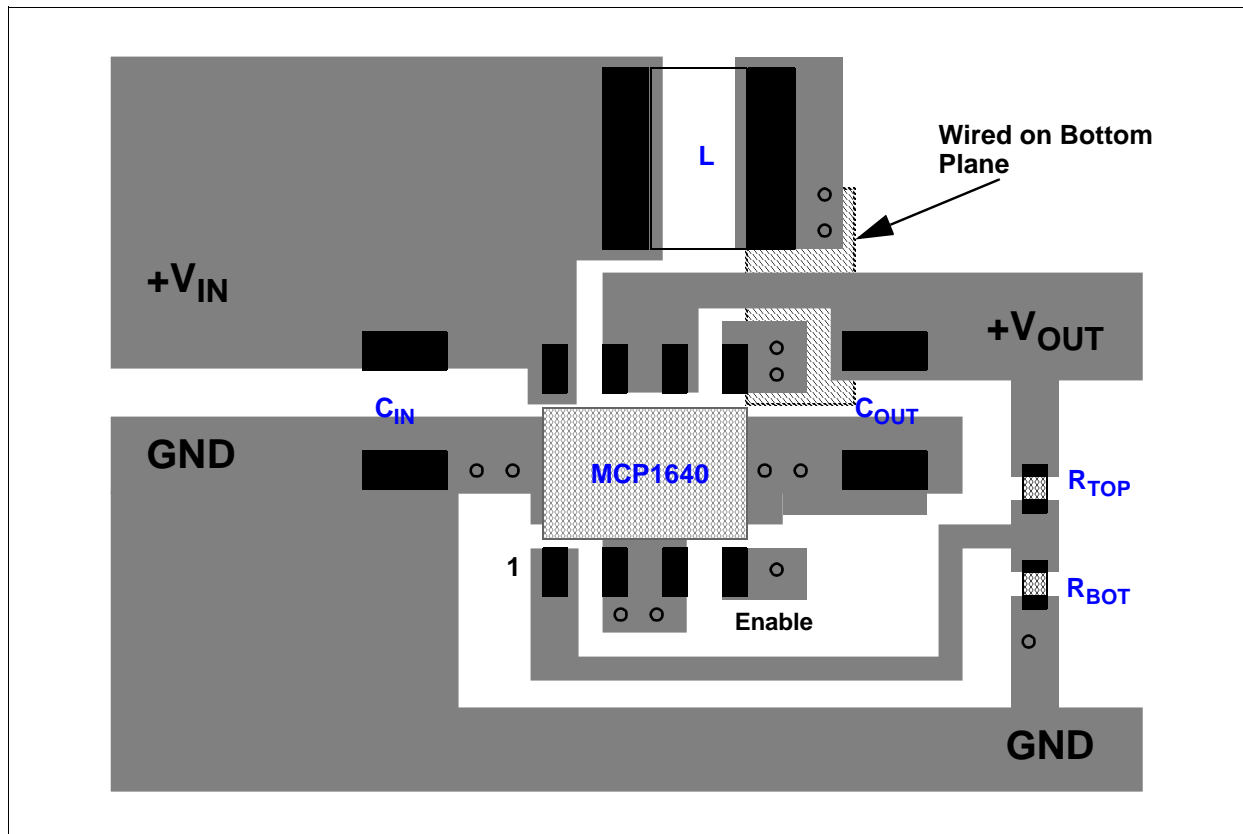 L
Wired on Bottom
Plane
+VIN
+VOUT
CIN
COUT
GND
MCP1640
RTOP
1
RBOT
Enable
GND